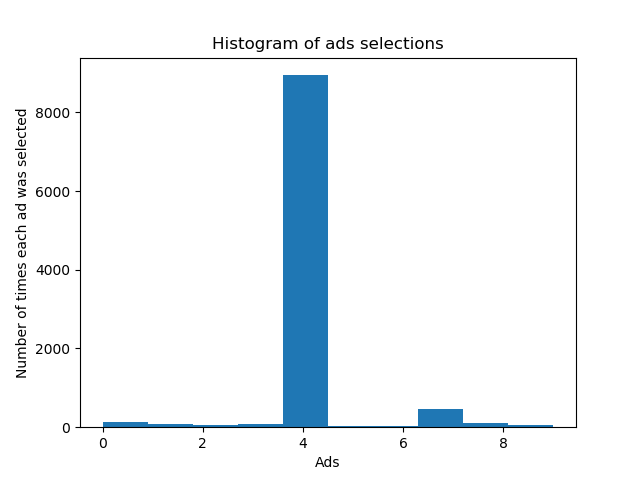 Histogram of ads selections
Number of times each ad was selected
8000
6000
4000
2000
0
0 2 4 6 8
Ads